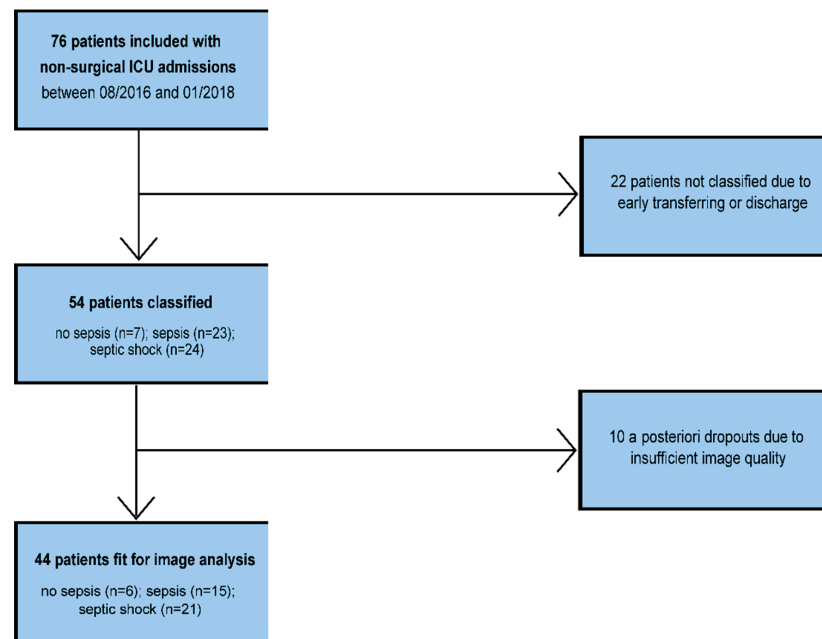 76 patients included with
non-surgical ICU admissions
between 08/2016 and 01/2018
22 patients not classified due to
early transferring or discharge
54 patients classified
no sepsis (n=7); sepsis (n=23);
septic shock (n=24)
10 a posteriori dropouts due to
insufficient image quality
44 patients fit for image analysis
no sepsis (n=6); sepsis (n=15);
septic shock (n=21)